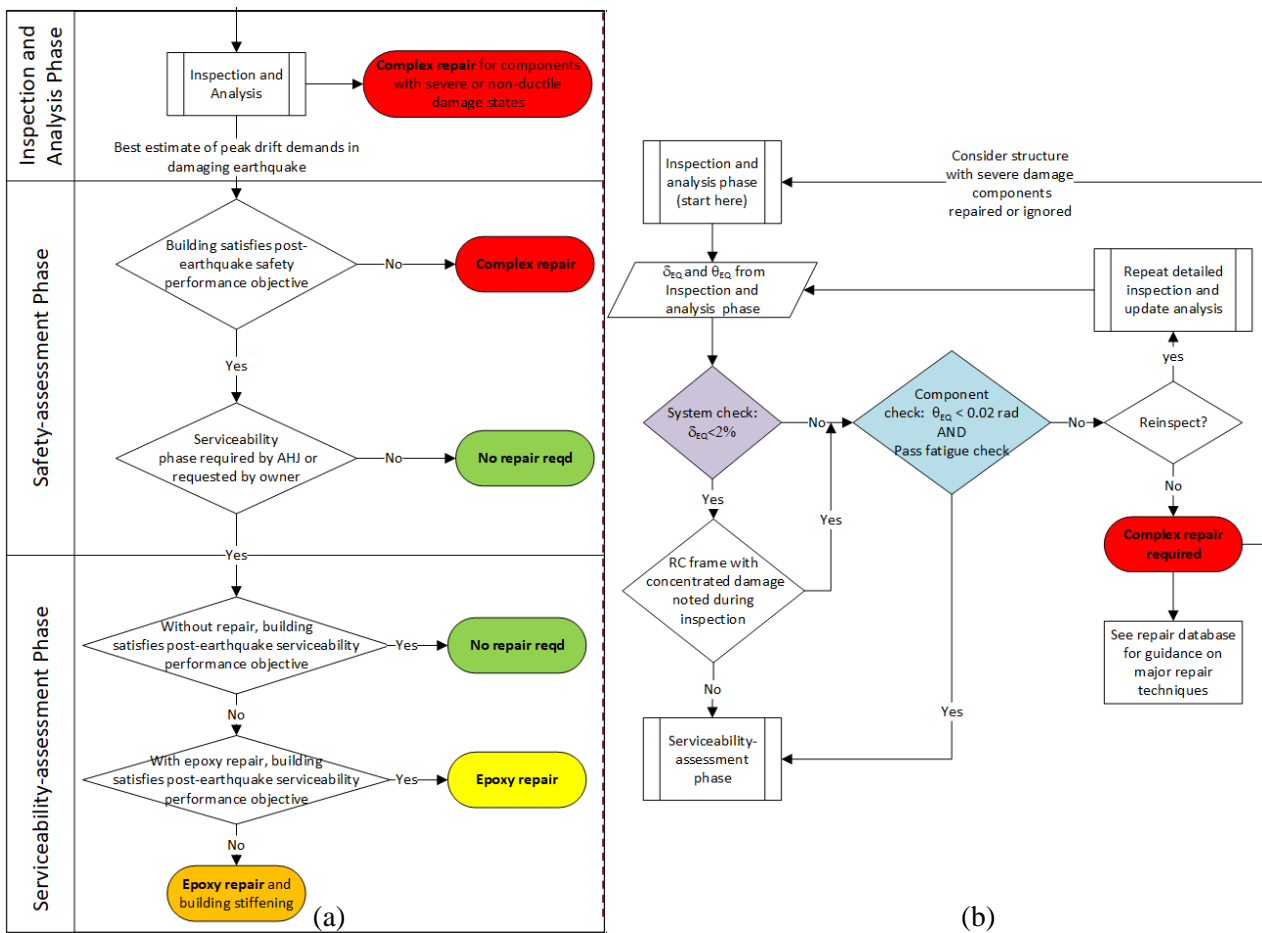 Inspection and
Analysis Phase
Inspection and
Analysis
Complex repair for components
with severe or non-ductile
damage states
Best estimate of peak drift demands in
damaging earthquake
Safety-assessment Phase
Building satisfies post-
earthquake safety
performance objective
No
Complex repair
Yes
Serviceability
phase required by AHJ or
requested by owner
No
No repair reqd
Yes
Serviceability-assessment Phase
Without repair, building
satisfies post-earthquake serviceability
performance objective
Yes
No repair reqd
No
With epoxy repair, building
satisfies post-earthquake serviceability
performance objective
Yes
Epoxy repair
No
Epoxy repair and
building stiffening
(a)
Inspection and
analysis phase
(start here)
Consider structure
with severe damage
components
repaired or ignored
δEQ and θEQ from
Inspection and
analysis phase
Repeat detailed
inspection and
update analysis
yes
System check:
δEQ<2%
No
Component
check: θEQ < 0.02 rad
AND
Pass fatigue check
No
Reinspect?
Yes
Yes
No
RC frame with
concentrated damage
noted during
inspection
Complex repair
required
See repair database
for guidance on
major repair
techniques
No
Yes
Serviceability-
assessment
phase
(b)